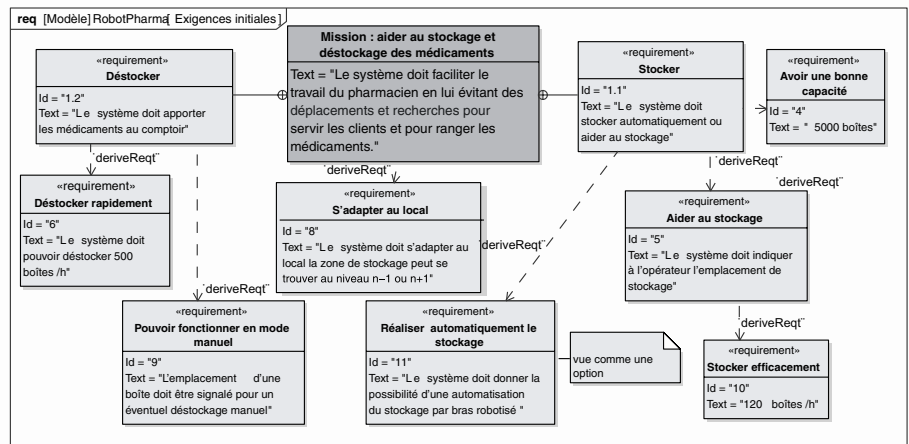 req [Modèle] RobotPharma[ Exigences initiales]
Mission : aider au stockage et
déstockage des médicaments
Text = "Le système doit faciliter le
travail du pharmacien en lui évitant des
déplacements et recherches pour
servir les clients et pour ranger les
médicaments."
«requirement»
Déstocker
Id = "1.2"
Text = "Le système doit apporter
les médicaments au comptoir"
«requirement»
Stocker
Id = "1.1"
Text = "Le système doit
stocker automatiquement ou
aider au stockage"
«requirement»
Avoir une bonne
capacité
Id = "4"
Text = " 5000 boîtes"
¨deriveReqt¨
¨deriveReqt¨
¨deriveReqt¨
«requirement»
Déstocker rapidement
Id = "6"
Text = "Le système doit
pouvoir déstocker 500
boîtes /h"
«requirement»
S'adapter au local
Id = "8"
Text = "Le système doit s'adapter au
local la zone de stockage peut se
trouver au niveau n−1 ou n+1"
¨deriveReqt¨
¨deriveReqt¨
«requirement»
Aider au stockage
Id = "5"
Text = "Le système doit indiquer
à l'opérateur l'emplacement de
stockage"
¨deriveReqt¨
«requirement»
Pouvoir fonctionner en mode
manuel
Id = "9"
Text = "L'emplacement d'une
boîte doit être signalé pour un
éventuel déstockage manuel"
«requirement»
Réaliser automatiquement le
stockage
Id = "11"
Text = "Le système doit donner la
possibilité d'une automatisation
du stockage par bras robotisé "
vue comme une
option
¨deriveReqt¨
«requirement»
Stocker efficacement
Id = "10"
Text = "120 boîtes /h"